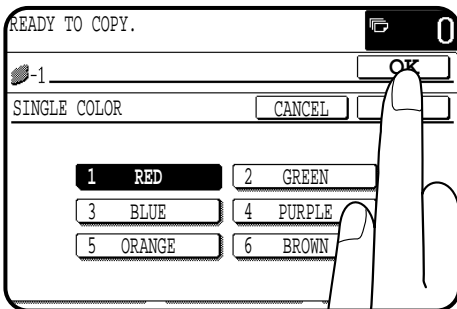 READY TO COPY. 0
-1 OK
SINGLE COLOR CANCEL
1 RED 2 GREEN
3 BLUE 4 PURPLE
5 ORANGE 6 BROWN